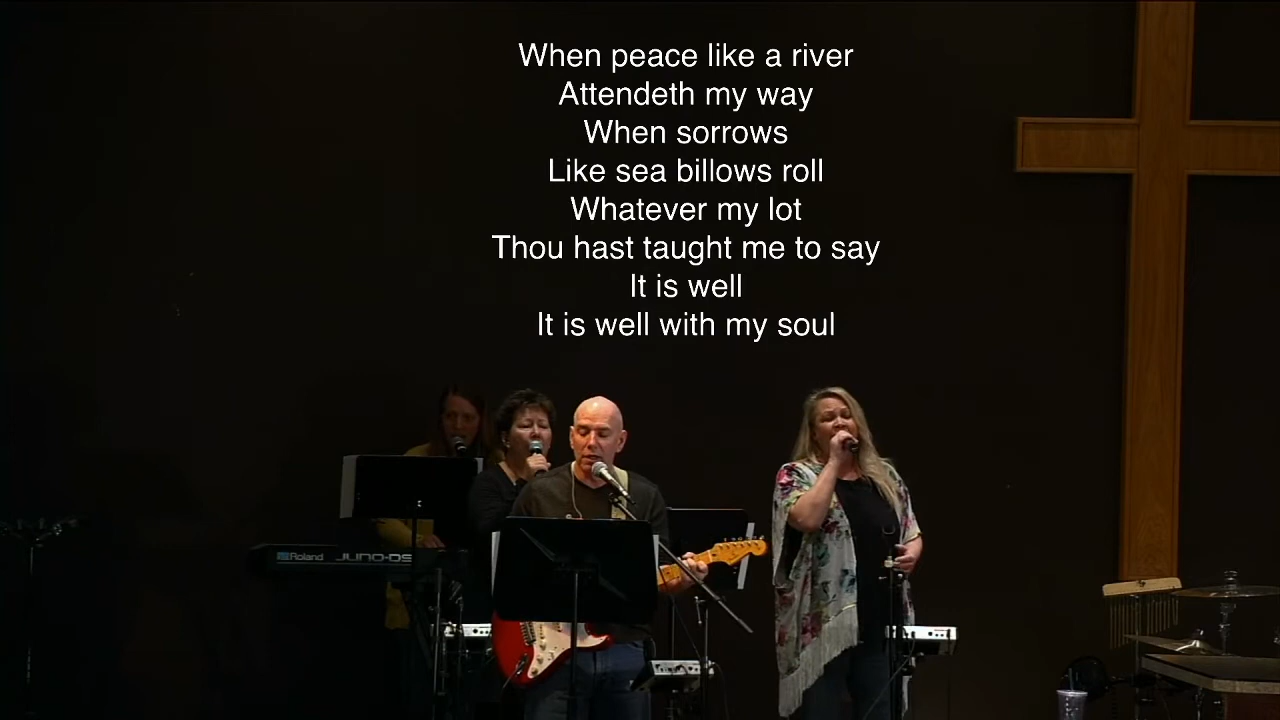 When peace like a river
Attendeth my way
When sorrows
Like sea billows roll
Whatever my lot
Thou hast taught me to say
It is well
It is well with my soul
Roland JUNO-DS